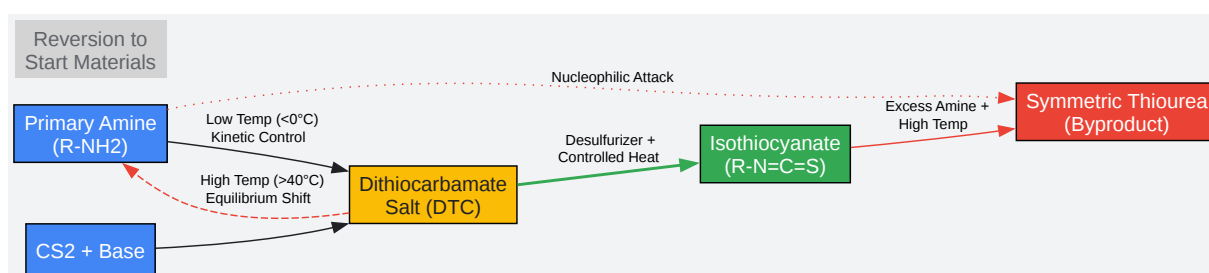 Reversion to
Start Materials
Nucleophilic Attack
Primary Amine
(R-NH2)
Low Temp (<0°C)
Kinetic Control
High Temp (>40°C)
Equilibrium Shift
CS2 + Base
Dithiocarbamate
Salt (DTC)
Desulfurizer +
Controlled Heat
Isothiocyanate
(R-N=C=S)
Excess Amine +
High Temp
Symmetric Thiourea
(Byproduct)